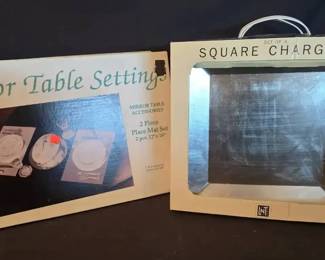 or Table Settings
MIRROR TABLE
ACCESSORIES
2 Piece
Place Mat Set
SET OF 4
SQUARE CHARG